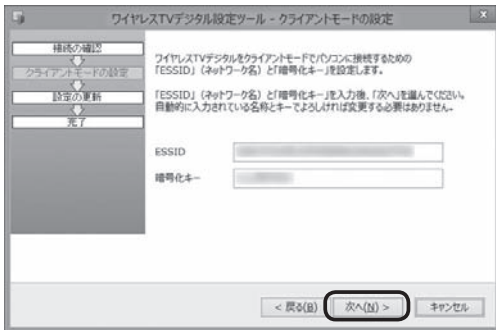 ワイヤレスTVデジタル設定ツール - クライアントモードの設定
接続の確認
クライアントモードの設定
設定の更新
完了
ワイヤレスTVデジタルをクライアントモードでパソコンに接続するための
「ESSID」（ネットワーク名）と「暗号化キー」を設定します。
「ESSID」（ネットワーク名）と「暗号化キー」を入力後、「次へ」を選んでください。
自動的に入力されている名称とキーでよろしければ変更する必要はありません。
ESSID
暗号化キー
< 戻る(B)
次へ(N) >
キャンセル